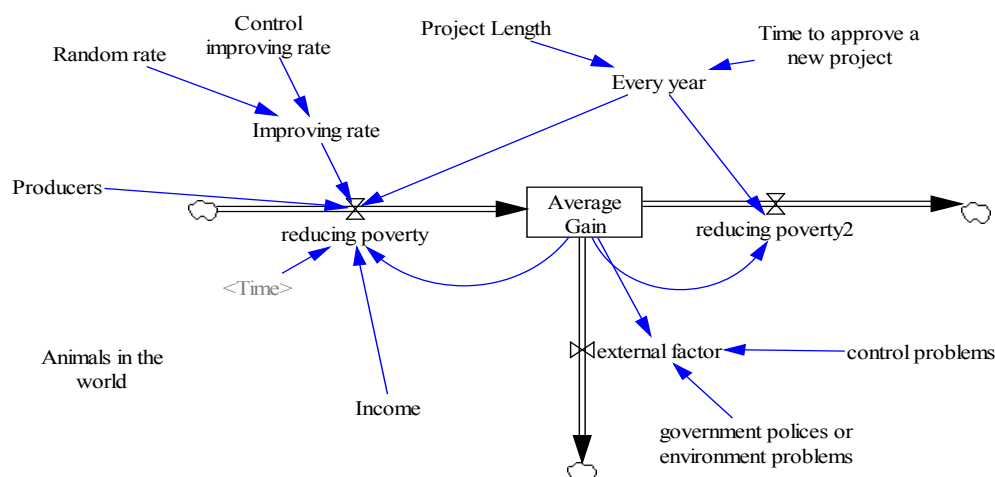 Control
improving rate
Project Length
Time to approve a
new project
Random rate
Every year
Improving rate
Producers
Average
Gain
reducing poverty
reducing poverty2
<Time>
Animals in the
world
external factor
control problems
Income
government polices or
environment problems